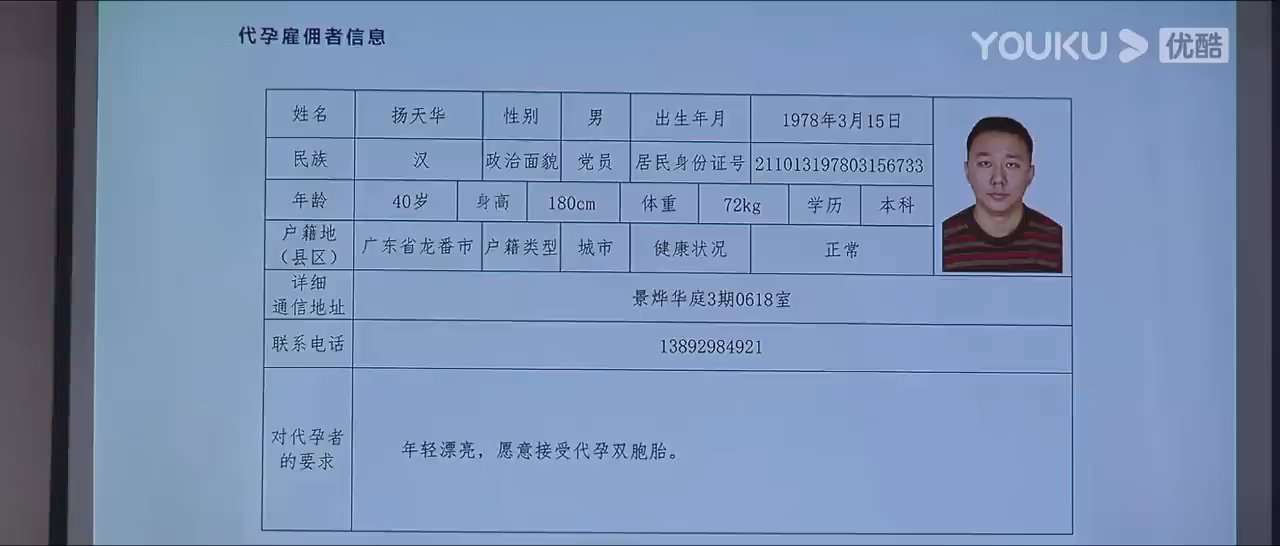 代孕雇佣者信息
YOUKU 优酷
姓名 扬天华 性别 男 出生年月 1978年3月15日
民族 汉 政治面貌 党员 居民身份证号 211013197803156733
年龄 40岁 身高 180cm 体重 72kg 学历 本科
户籍地
（县区） 广东省龙番市 户籍类型 城市 健康状况 正常
详细
通信地址 景烨华庭3期0618室
联系电话 13892984921
对代孕者
的要求 年轻漂亮，愿意接受代孕双胞胎。